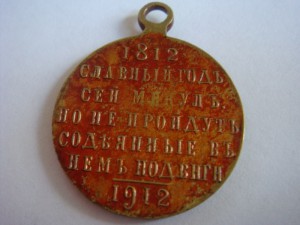 1812
СЛАВНЫЙ ГОДЪ
СЕЙ МИНУЛЪ,
НО НЕ ПРОЙДУТЪ
СОДѢЯННЫЕ ВЪ
НЕМЪ ПОДВИГИ
1912